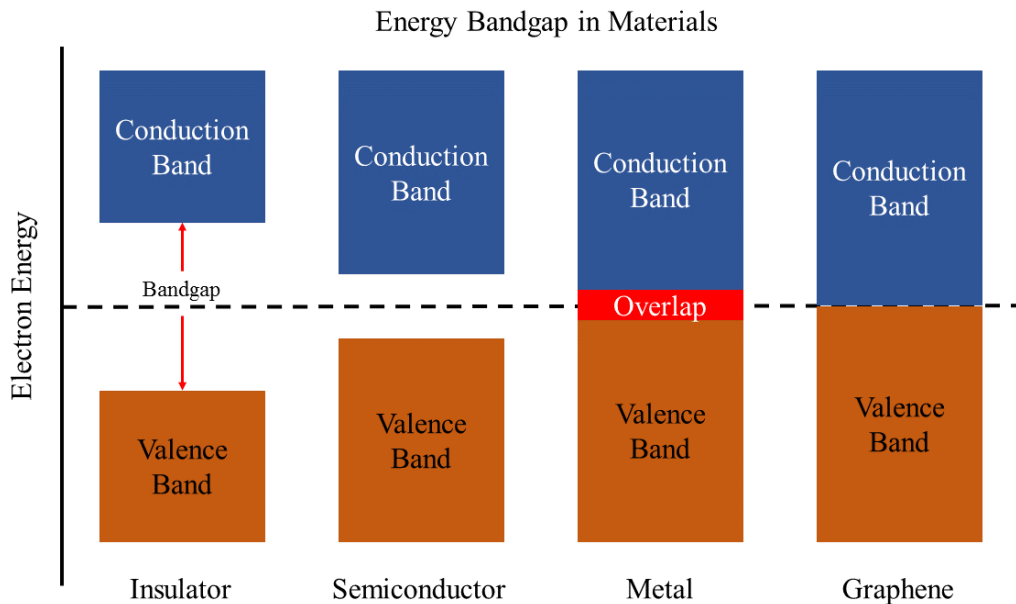 Energy Bandgap in Materials
Electron Energy
Conduction
Band
Bandgap
Valence
Band
Insulator
Conduction
Band
Valence
Band
Semiconductor
Conduction
Band
Overlap
Valence
Band
Metal
Conduction
Band
Valence
Band
Graphene